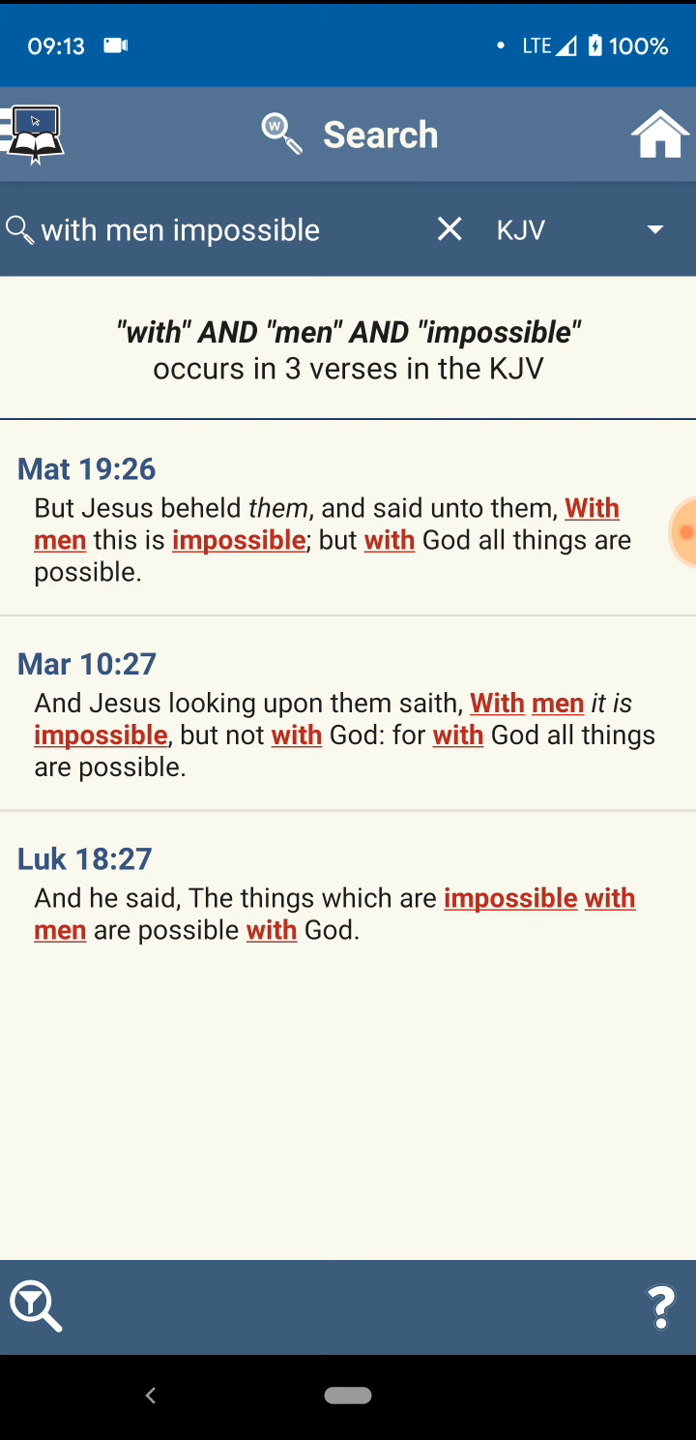 09:13 LTE 100%
W Search
with men impossible KJV
"with" AND "men" AND "impossible"
occurs in 3 verses in the KJV
Mat 19:26
But Jesus beheld them, and said unto them, With
men this is impossible; but with God all things are
possible.
Mar 10:27
And Jesus looking upon them saith, With men it is
impossible, but not with God: for with God all things
are possible.
Luk 18:27
And he said, The things which are impossible with
men are possible with God.
?